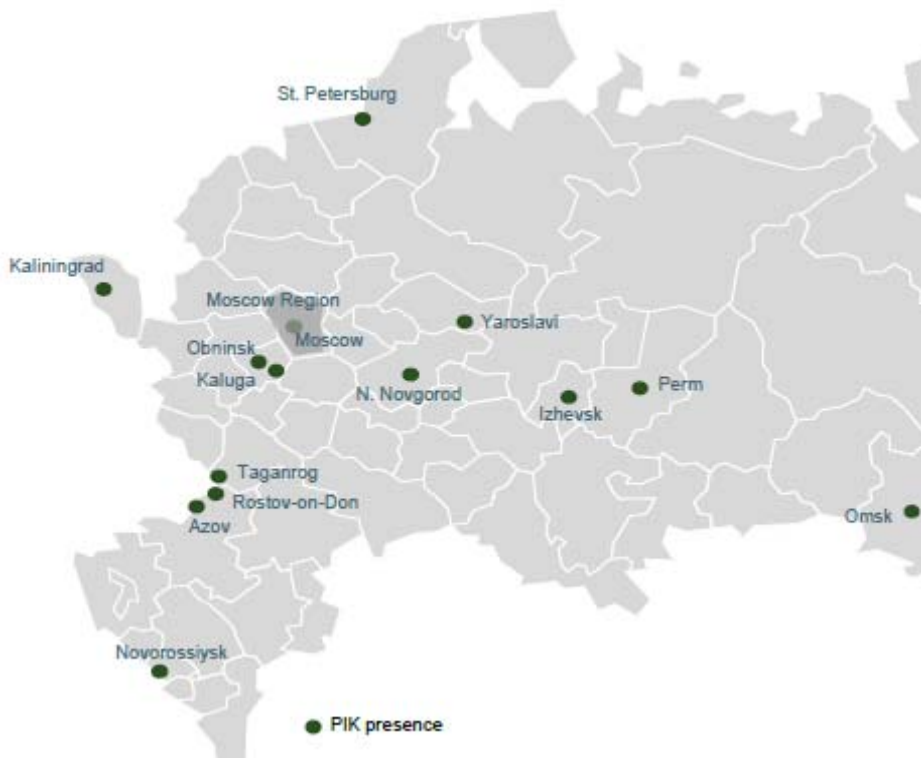 St. Petersburg
Kaliningrad
Moscow Region
Moscow
Yaroslavi
Obninsk
Kaluga
N. Novgorod
Perm
Izhevsk
Taganrog
Rostov-on-Don
Azov
Omsk
Novorossiysk
PIK presence